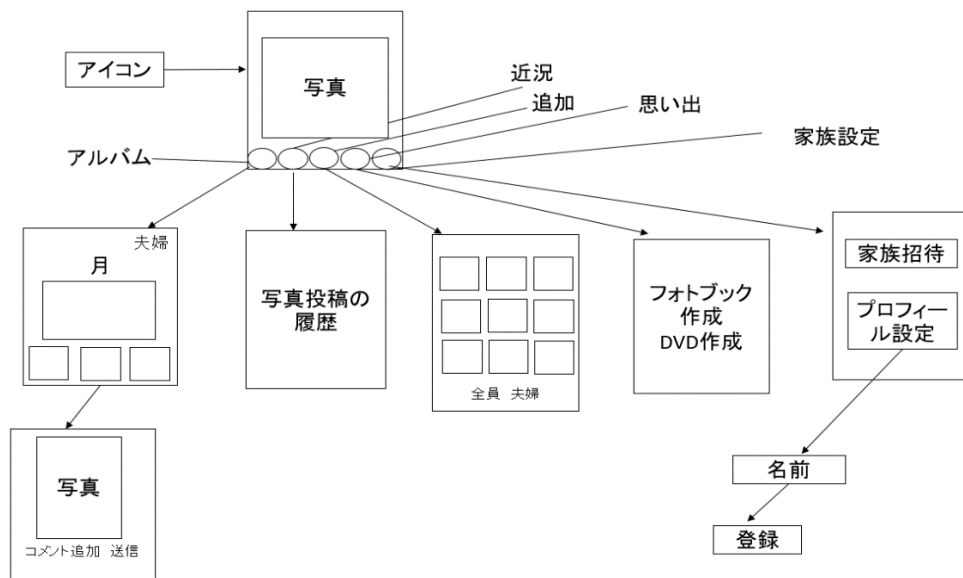 アイコン
写真
近況
追加
思い出
家族設定
アルバム
夫婦
月
写真投稿の
履歴
全員 夫婦
フォトブック
作成
DVD作成
家族招待
プロフィー
ル設定
写真
コメント追加 送信
名前
登録